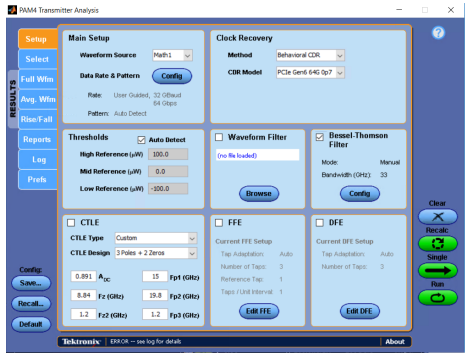 PAM4 Transmitter Analysis
Setup
Select
Full Wfm
Avg. Wfm
Rise/Fall
Reports
Log
Prefs
RESULTS
Config:
Save...
Recall...
Default
Main Setup
Waveform Source Math1
Data Rate & Pattern Config
Rate: User Guided, 32 GBaud
64 Gbps
Pattern: Auto Detect
Clock Recovery
Method Behavioral CDR
CDR Model PCIe Gen6 64G 0p7
Thresholds Auto Detect
High Reference (µW) 100.0
Mid Reference (µW) 0.0
Low Reference (µW) -100.0
Waveform Filter
(no file loaded)
Browse
Bessel-Thomson
Filter
Mode: Manual
Bandwidth (GHz): 33
Config
CTLE
CTLE Type Custom
CTLE Design 3 Poles + 2 Zeros
0.891 ADC 15 Fp1 (GHz)
8.84 Fz (GHz) 19.8 Fp2 (GHz)
1.2 Fz2 (GHz) 1.2 Fp3 (GHz)
FFE
Current FFE Setup
Tap Adaptation: Auto
Number of Taps: 3
Reference Tap: 1
Taps / Unit Interval: 1
Edit FFE
DFE
Current DFE Setup
Tap Adaptation: Auto
Number of Taps: 3
Edit DFE
?
Clear
Recalc
Single
Run
Tektronix ERROR -- see log for details About